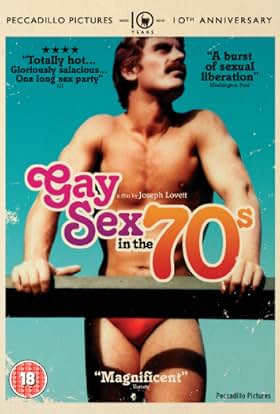 PECCADILLO PICTURES
10
YEARS
10TH ANNIVERSARY
★★★★
"Totally hot...
Gloriously salacious...
One long sex party"
"A burst
of sexual
liberation"
Washington Post
Gay
a film by Joseph Lovett
Sex
in the
70s
18
"Magnificent"
Variety
Peccadillo Pictures